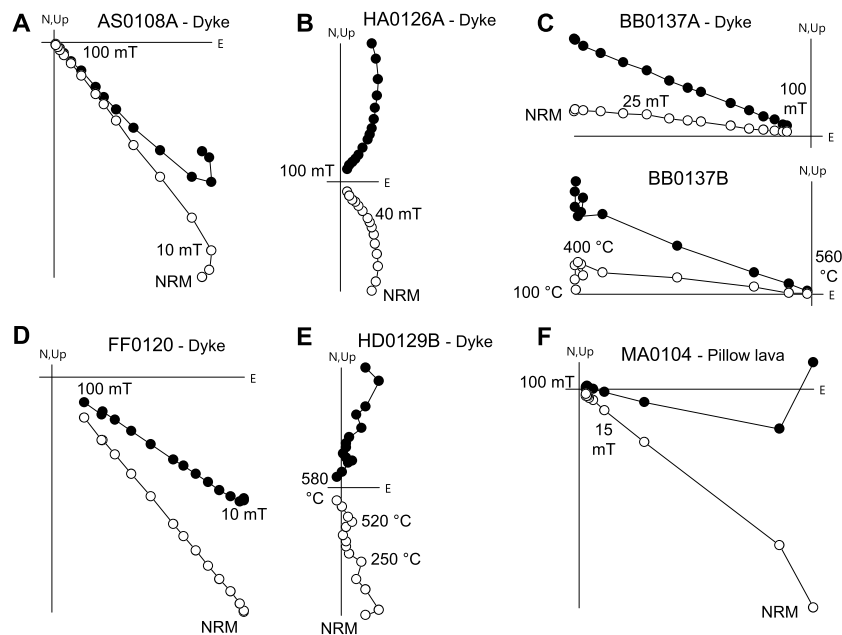 A
AS0108A - Dyke
N,Up
E
100 mT
10 mT
NRM
B
HA0126A - Dyke
N,Up
100 mT
E
40 mT
NRM
C
BB0137A - Dyke
N,Up
NRM
25 mT
100
mT
E
BB0137B
N,Up
400 °C
560
°C
100 °C
E
D
FF0120 - Dyke
N,Up
E
100 mT
10 mT
NRM
E
HD0129B - Dyke
N,Up
580
°C
E
520 °C
250 °C
NRM
F
MA0104 - Pillow lava
N,Up
100 mT
E
15
mT
NRM